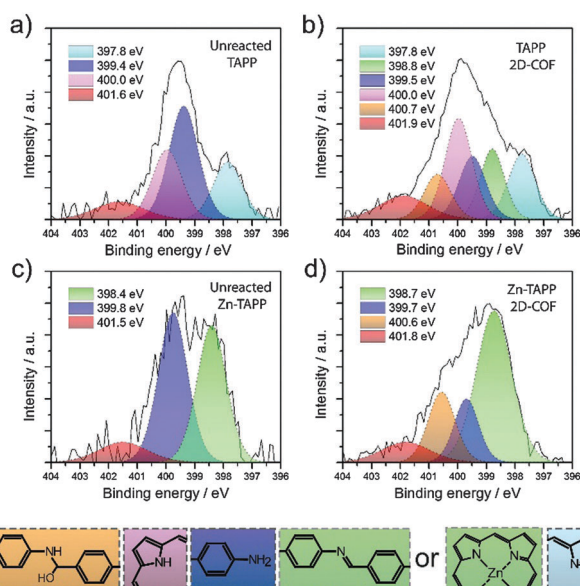 a)
Unreacted
TAPP
397.8 eV
399.4 eV
400.0 eV
401.6 eV
Intensity / a.u.
404 403 402 401 400 399 398 397 396
Binding energy / eV
b)
TAPP
2D-COF
397.8 eV
398.8 eV
399.5 eV
400.0 eV
400.7 eV
401.9 eV
Intensity / a.u.
404 403 402 401 400 399 398 397 396
Binding energy / eV
c)
Unreacted
Zn-TAPP
398.4 eV
399.8 eV
401.5 eV
Intensity / a.u.
404 403 402 401 400 399 398 397 396
Binding energy / eV
d)
Zn-TAPP
2D-COF
398.7 eV
399.7 eV
400.6 eV
401.8 eV
Intensity / a.u.
404 403 402 401 400 399 398 397 396
Binding energy / eV
NH
HO
NH
NH2
N
or
N
N
Zn
N